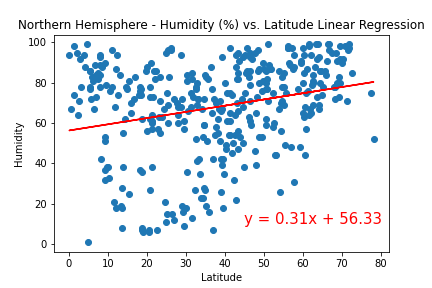 Northern Hemisphere - Humidity (%) vs. Latitude Linear Regression
100
80
60
40
20
0
Humidity
y = 0.31x + 56.33
0 10 20 30 40 50 60 70 80
Latitude